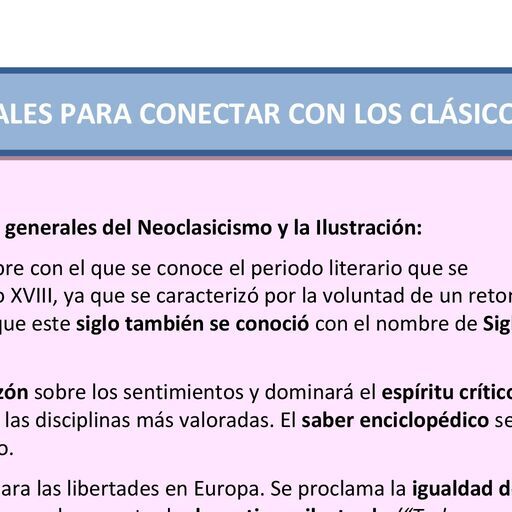 ALES PARA CONECTAR CON LOS CLÁSICO
generales del Neoclasicismo y la Ilustración:
bre con el que se conoce el periodo literario que se
o XVIII, ya que se caracterizó por la voluntad de un retor
que este siglo también se conoció con el nombre de Sigl
zón sobre los sentimientos y dominará el espíritu crítico
las disciplinas más valoradas. El saber enciclopédico se
o.
ara las libertades en Europa. Se proclama la igualdad d